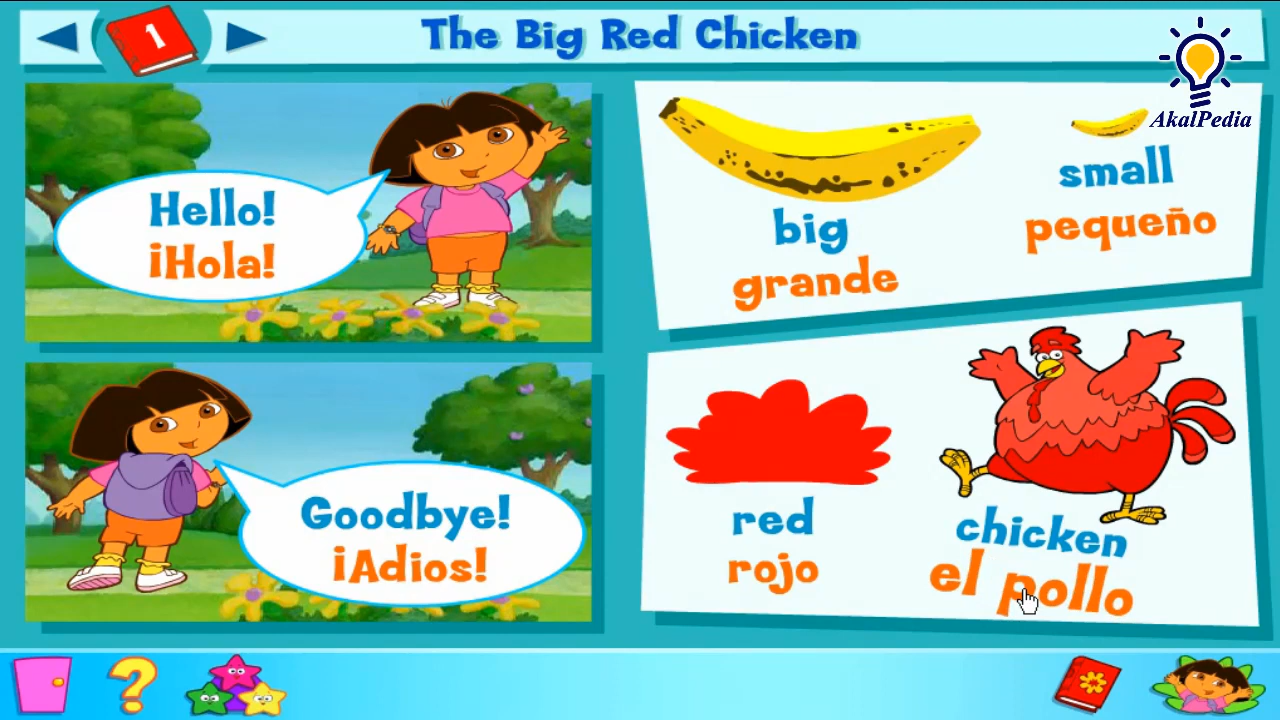 1
The Big Red Chicken
AkalPedia
Hello!
¡Hola!
big
grande
small
pequeño
Goodbye!
¡Adios!
red
rojo
chicken
el pollo
?